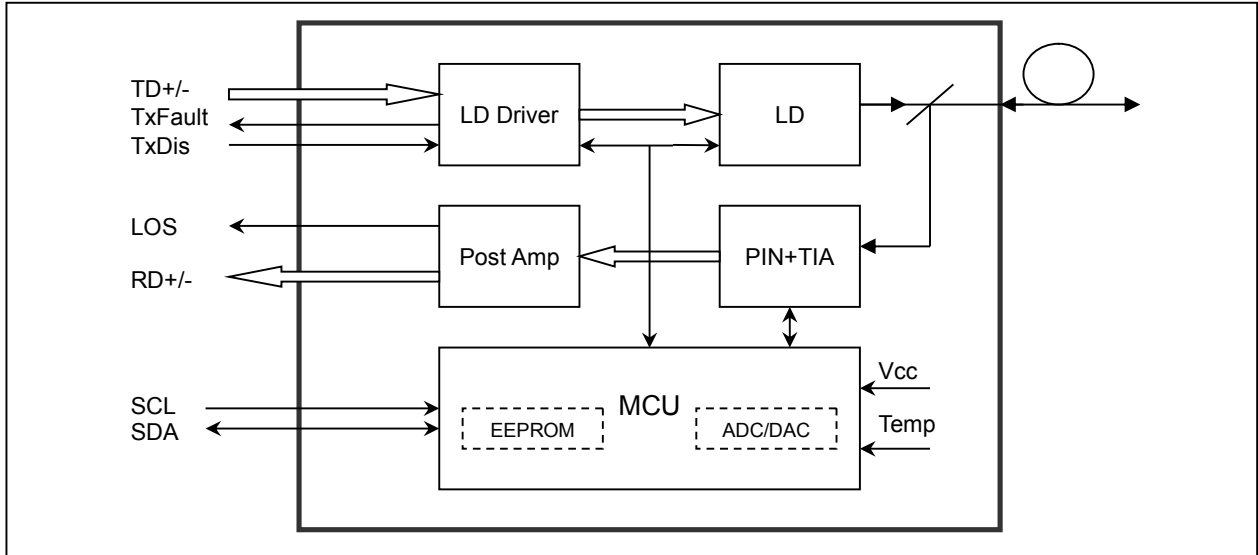 TD+/-
TxFault
TxDis
LD Driver
LD
LOS
RD+/-
Post Amp
PIN+TIA
SCL
SDA
MCU
EEPROM
ADC/DAC
Vcc
Temp